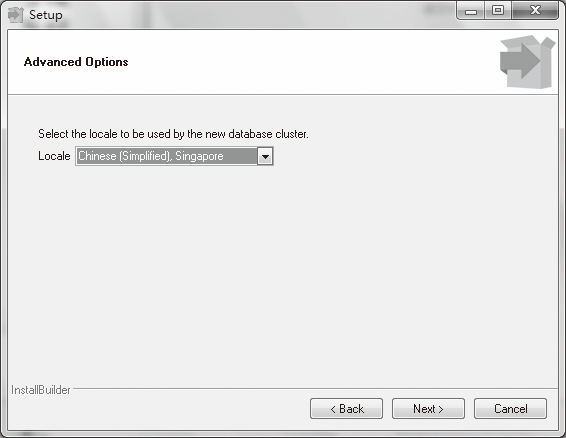 Setup
Advanced Options
Select the locale to be used by the new database cluster.
Locale Chinese (Simplified), Singapore
InstallBuilder
< Back Next > Cancel